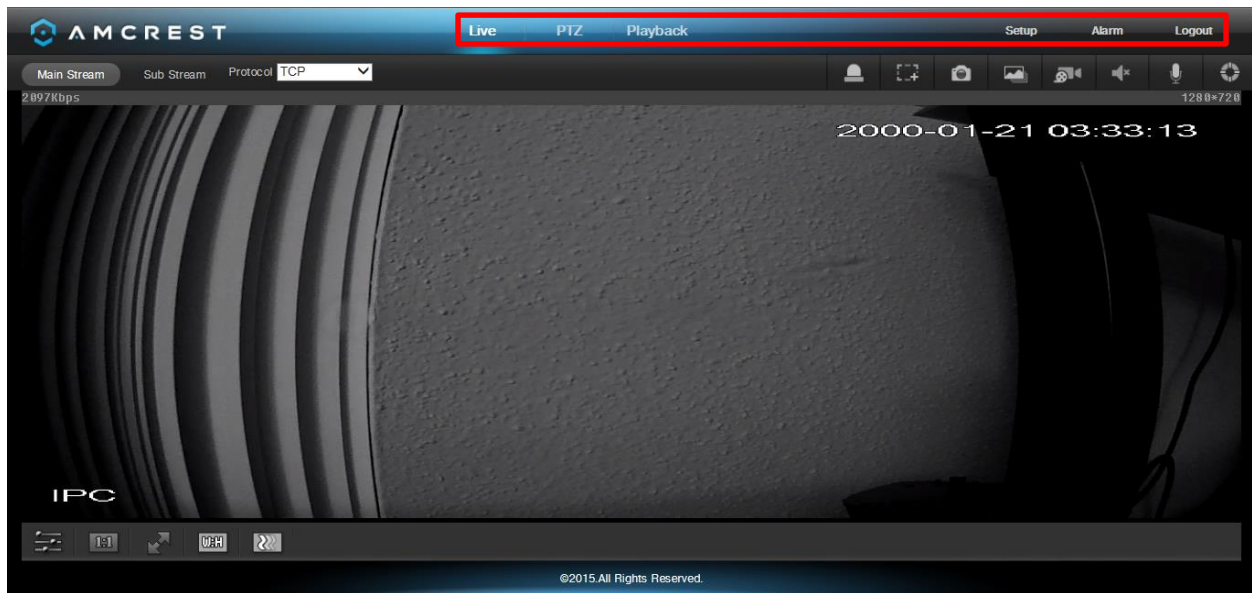 AMCREST Live PTZ Playback Setup Alarm Logout
Main Stream Sub Stream Protocol TCP
2097Kbps 1280*720
2000-01-21 03:33:13
IPC
1:1 W:H
©2015.All Rights Reserved.